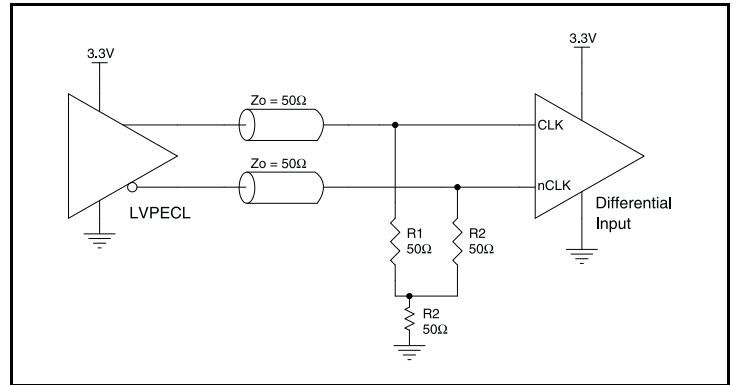 3.3V
3.3V
Zo = 50Ω
CLK
Zo = 50Ω
nCLK
LVPECL
Differential
Input
R1
50Ω
R2
50Ω
R2
50Ω